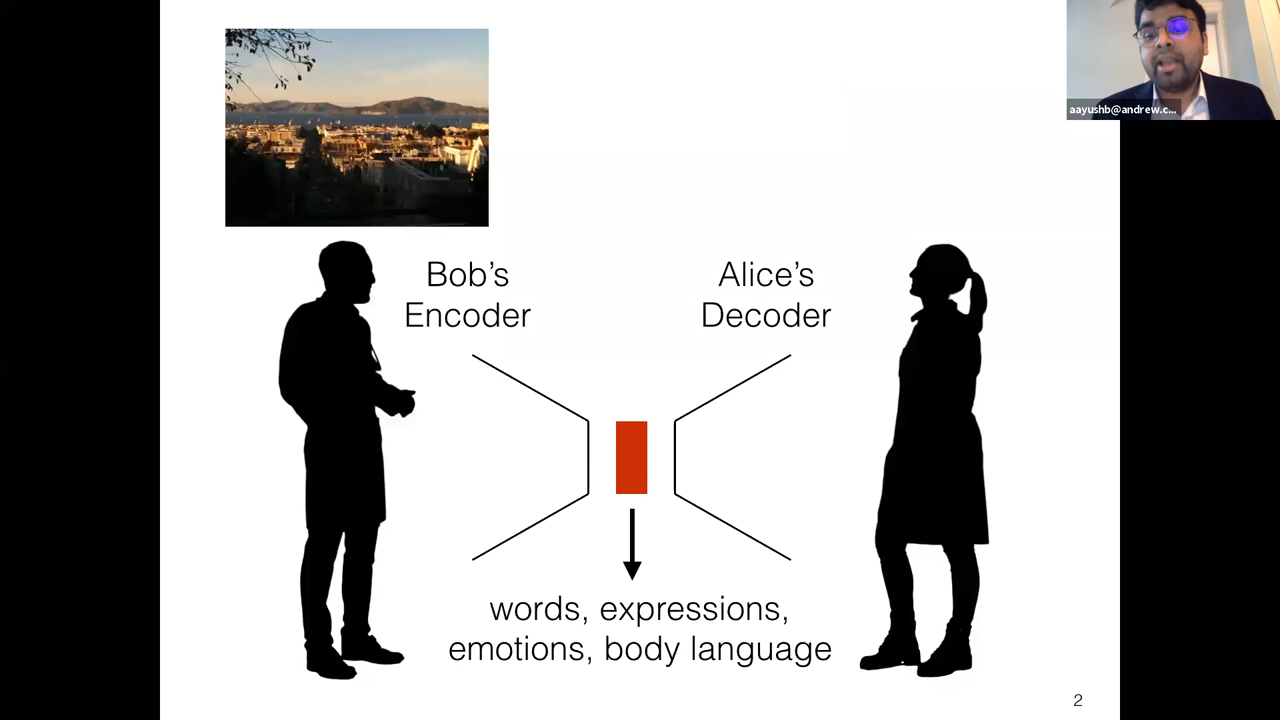 aayushb@andrew.c...
Bob's
Encoder
Alice's
Decoder
words, expressions,
emotions, body language
2